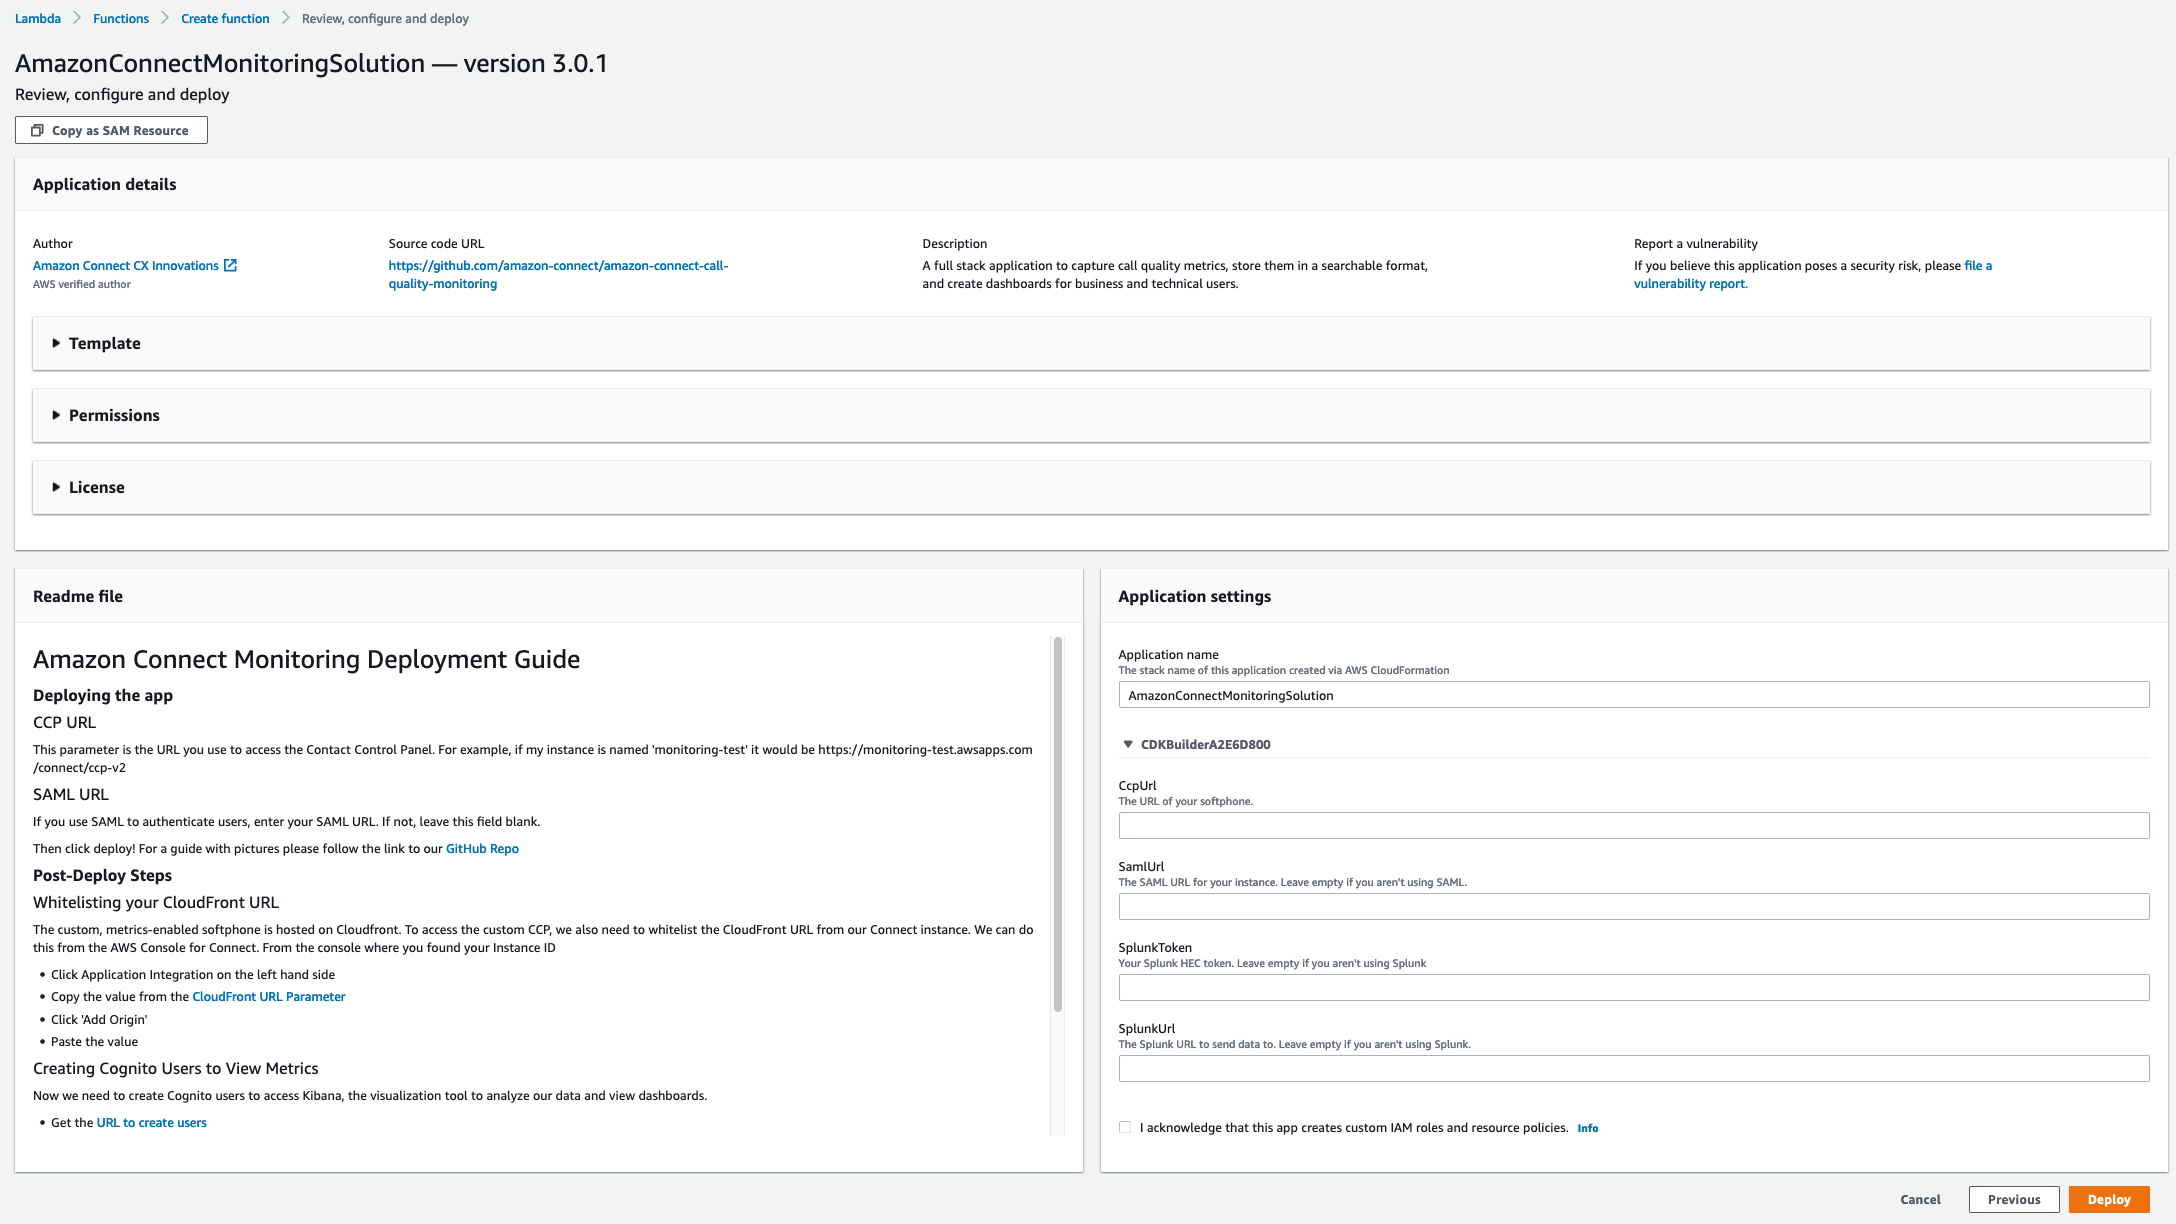 Lambda > Functions > Create function > Review, configure and deploy
AmazonConnectMonitoringSolution — version 3.0.1
Review, configure and deploy
Copy as SAM Resource
Application details
Author
Amazon Connect CX Innovations
AWS verified author
Source code URL
https://github.com/amazon-connect/amazon-connect-call-
quality-monitoring
Description
A full stack application to capture call quality metrics, store them in a searchable format,
and create dashboards for business and technical users.
Report a vulnerability
If you believe this application poses a security risk, please file a
vulnerability report.
Template
Permissions
License
Readme file
Amazon Connect Monitoring Deployment Guide
Deploying the app
CCP URL
This parameter is the URL you use to access the Contact Control Panel. For example, if my instance is named 'monitoring-test' it would be https://monitoring-test.awsapps.com
/connect/ccp-v2
SAML URL
If you use SAML to authenticate users, enter your SAML URL. If not, leave this field blank.
Then click deploy! For a guide with pictures please follow the link to our GitHub Repo
Post-Deploy Steps
Whitelisting your CloudFront URL
The custom, metrics-enabled softphone is hosted on Cloudfront. To access the custom CCP, we also need to whitelist the CloudFront URL from our Connect instance. We can do
this from the AWS Console for Connect. From the console where you found your Instance ID
• Click Application Integration on the left hand side
• Copy the value from the CloudFront URL Parameter
• Click 'Add Origin'
• Paste the value
Creating Cognito Users to View Metrics
Now we need to create Cognito users to access Kibana, the visualization tool to analyze our data and view dashboards.
• Get the URL to create users
Application settings
Application name
The stack name of this application created via AWS CloudFormation
AmazonConnectMonitoringSolution
CDKBuilderA2E6D800
CcpUrl
The URL of your softphone.
SamlUrl
The SAML URL for your instance. Leave empty if you aren't using SAML.
SplunkToken
Your Splunk HEC token. Leave empty if you aren't using Splunk
SplunkUrl
The Splunk URL to send data to. Leave empty if you aren't using Splunk.
I acknowledge that this app creates custom IAM roles and resource policies. Info
Cancel
Previous
Deploy